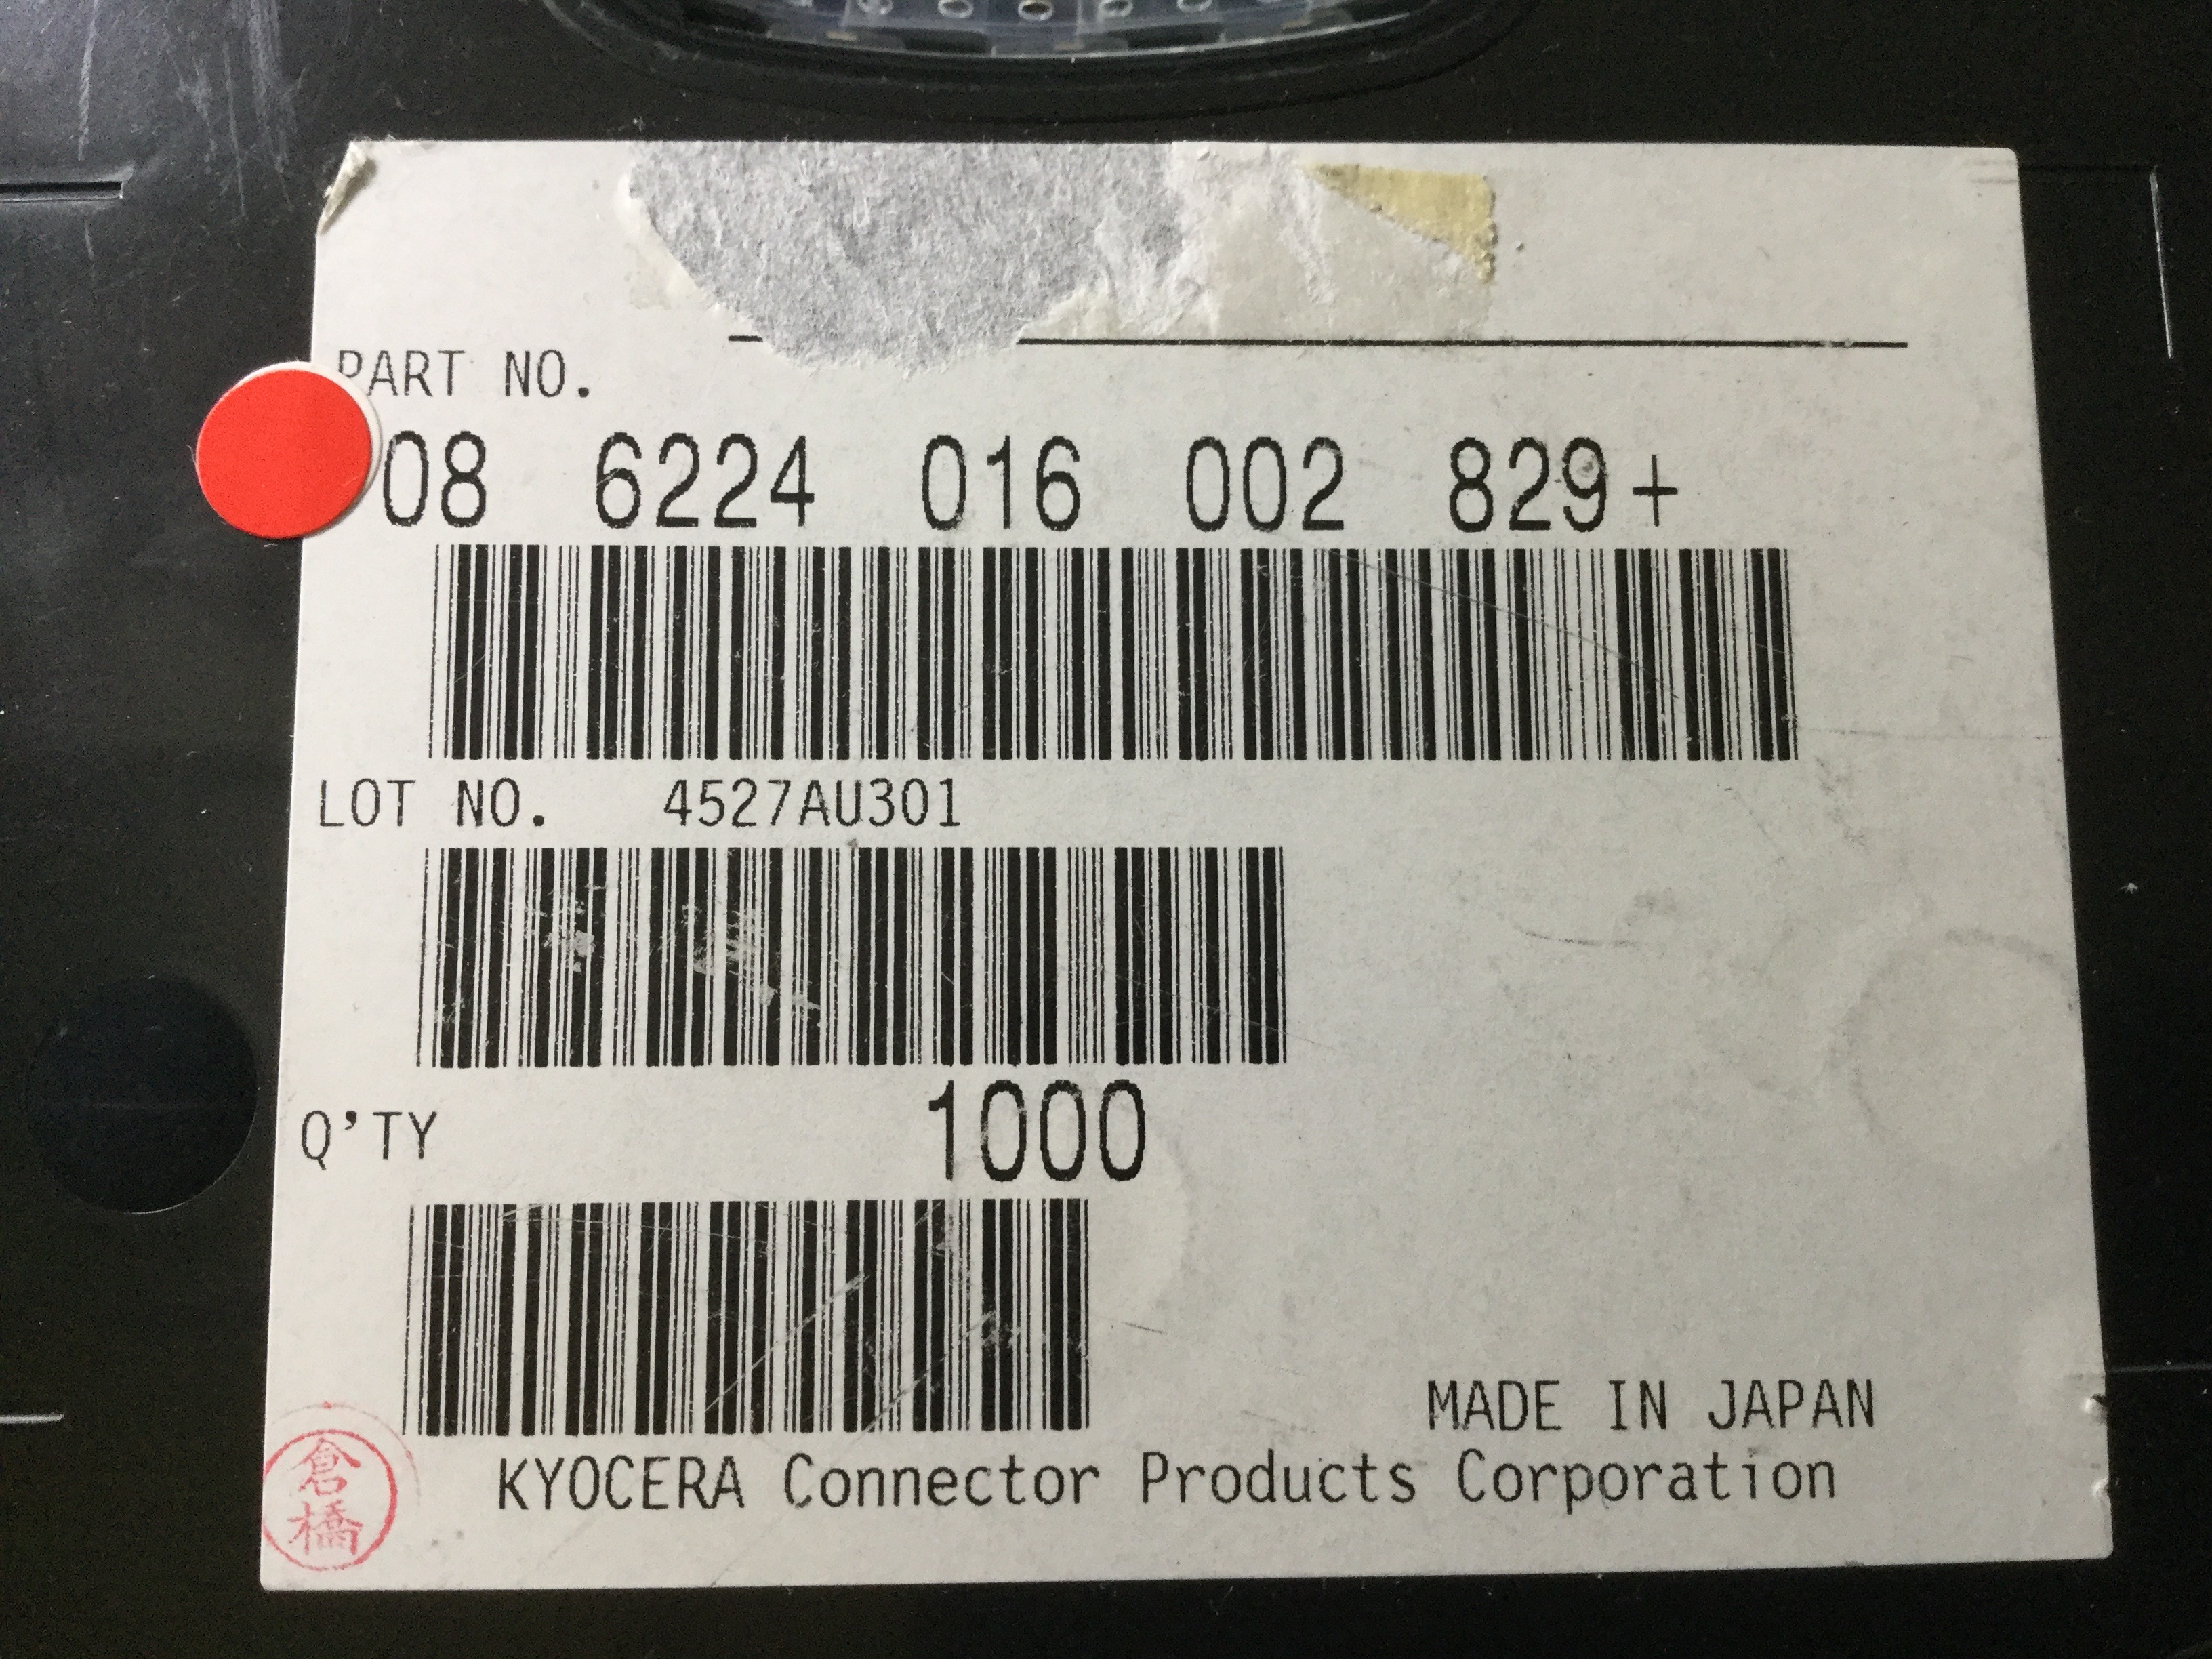 PART NO.
08 6224 016 002 829+
LOT NO. 4527AU301
Q'TY 1000
MADE IN JAPAN
KYOCERA Connector Products Corporation
倉橋